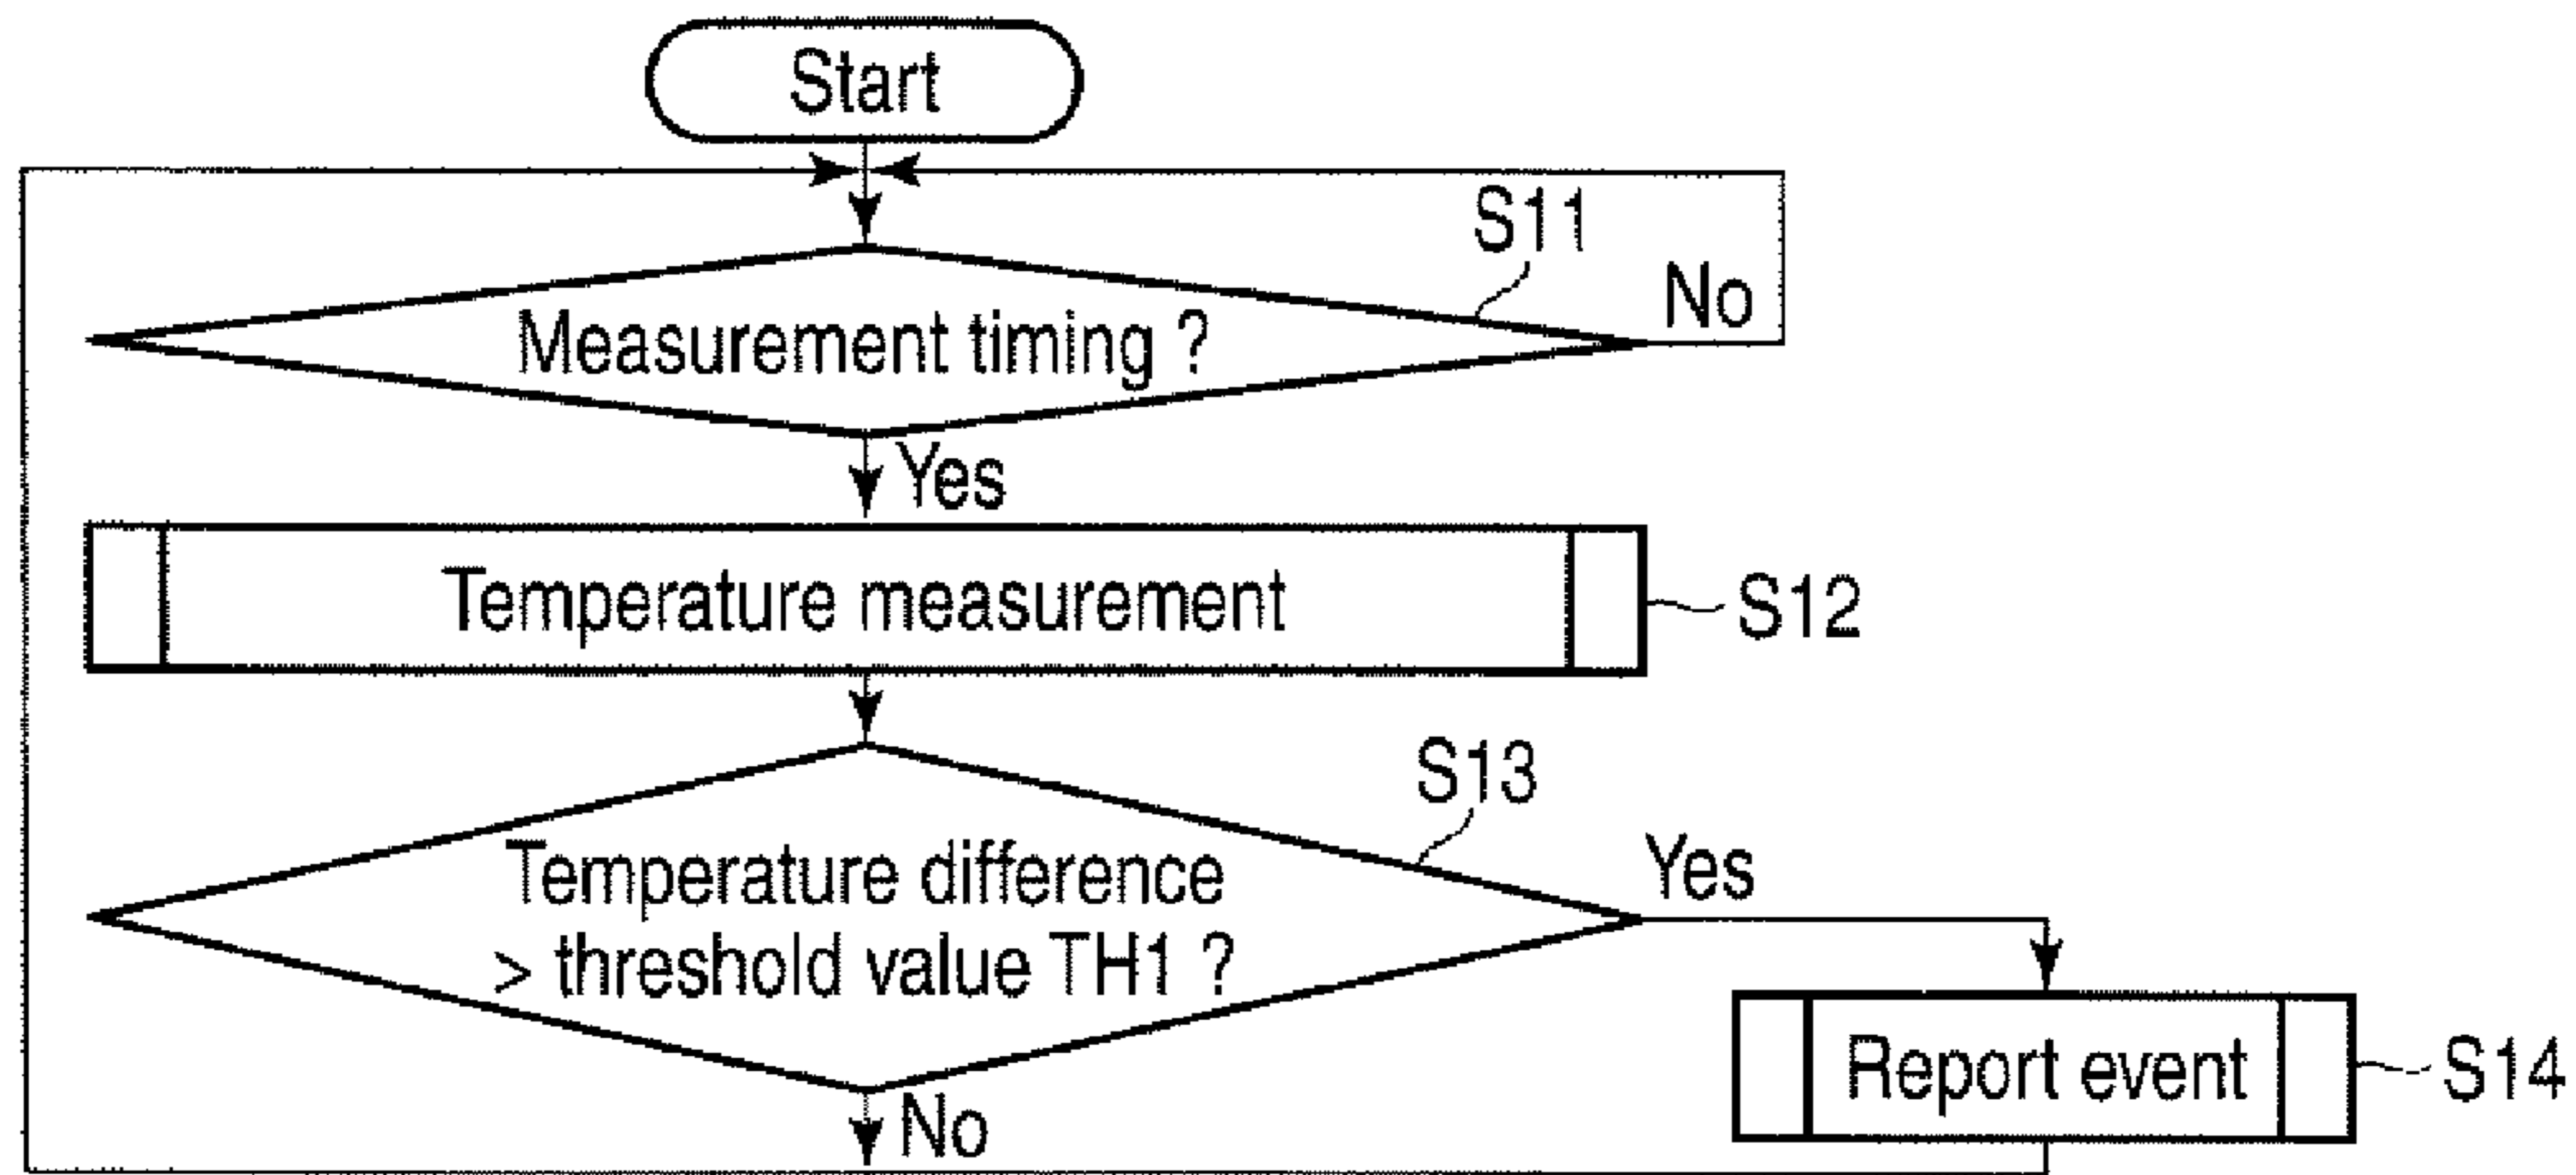 Start
S11
No
Measurement timing ?
Yes
Temperature measurement
S12
S13
Temperature difference
> threshold value TH1 ?
Yes
Report event
S14
No